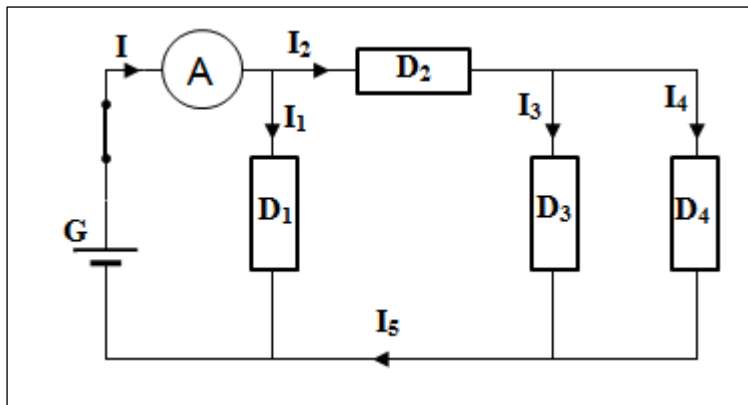 I A I₂ D₂
I₁ I₃ I₄
G D₁ D₃ D₄
I₅